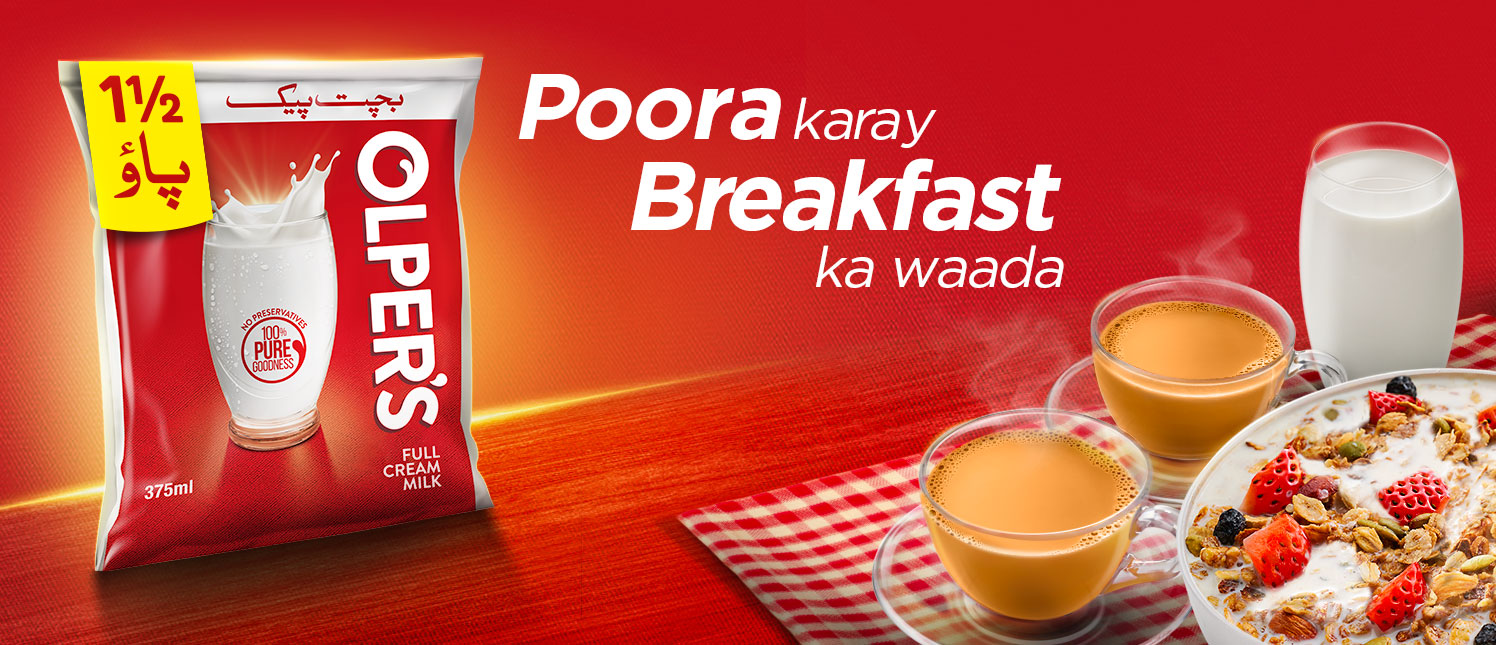 1½
پاؤ
بچت پیک
OLPER'S
NO PRESERVATIVES
100%
PURE
GOODNESS
FULL
CREAM
MILK
375ml
Poora karay
Breakfast
ka waada